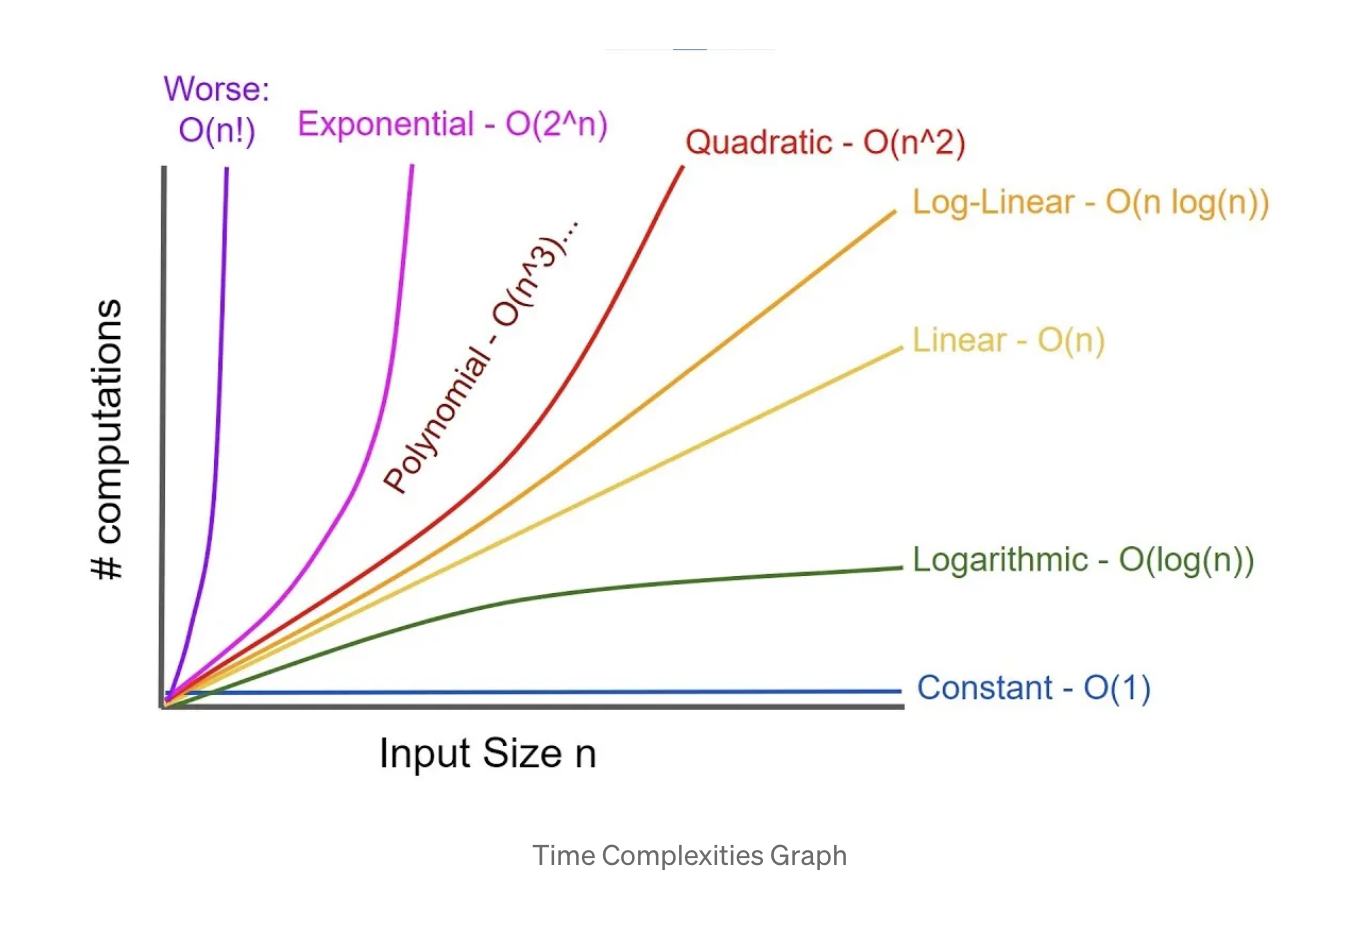 Worse:
O(n!)
Exponential - O(2^n)
Quadratic - O(n^2)
Log-Linear - O(n log(n))
Polynomial - O(n^3)...
Linear - O(n)
# computations
Logarithmic - O(log(n))
Constant - O(1)
Input Size n
Time Complexities Graph